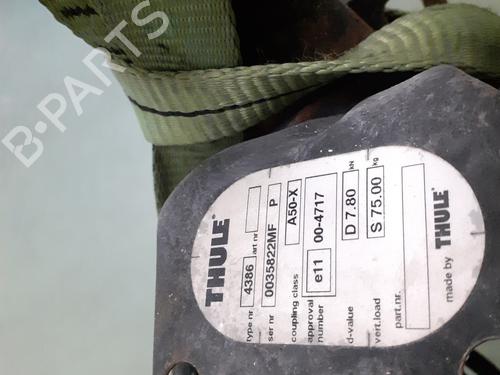 B-PARTS
THULE
type nr. 4386 art nr.
ser nr 0035822MF P
coupling class A50-X
approval number e11 00-4717
d-value D 7.80 kN
vert.load S 75.00 kg
part.nr.
made by THULE